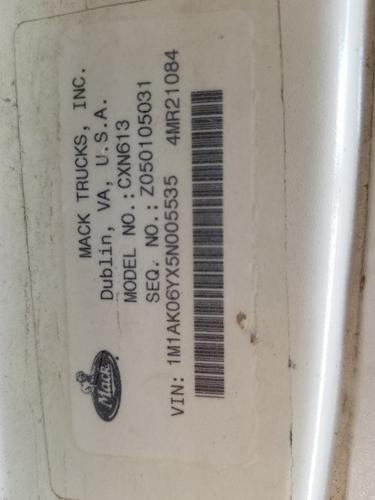 MACK TRUCKS, INC.
Dublin, VA, U.S.A.
MODEL NO.: CXN613
SEQ. NO.: Z050105031
VIN: 1M1AK06YX5N005535 4MR21084
Mack